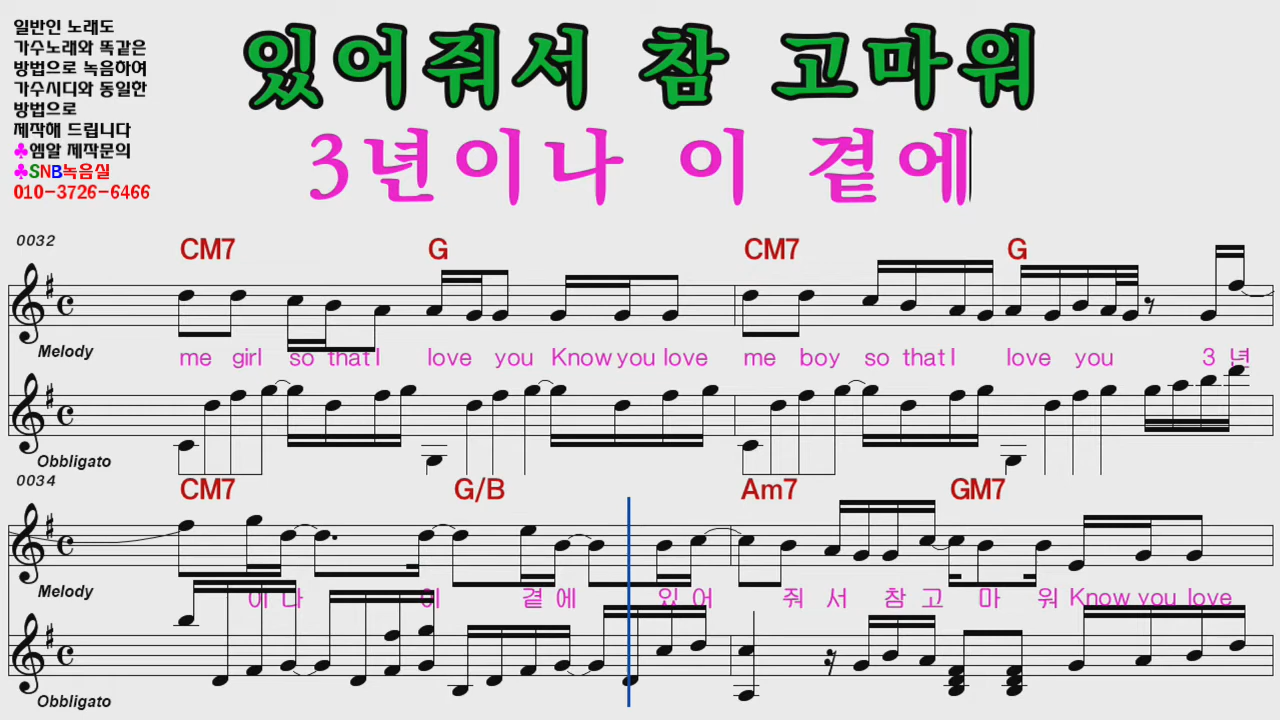 일반인 노래도
가수노래와 똑같은
방법으로 녹음하여
가수시디와 동일한
방법으로
제작해 드립니다
♣엠알 제작문의
♣SNB녹음실
010-3726-6466
있어줘서 참 고마워
3년이나 이 곁에
0032
CM7 G CM7 G
Melody
me girl so that I love you Know you love me boy so that I love you 3 년
Obbligato
0034
CM7 G/B Am7 GM7
Melody
이 나 이 곁 에 있 어 줘 서 참 고 마 워 Know you love
Obbligato